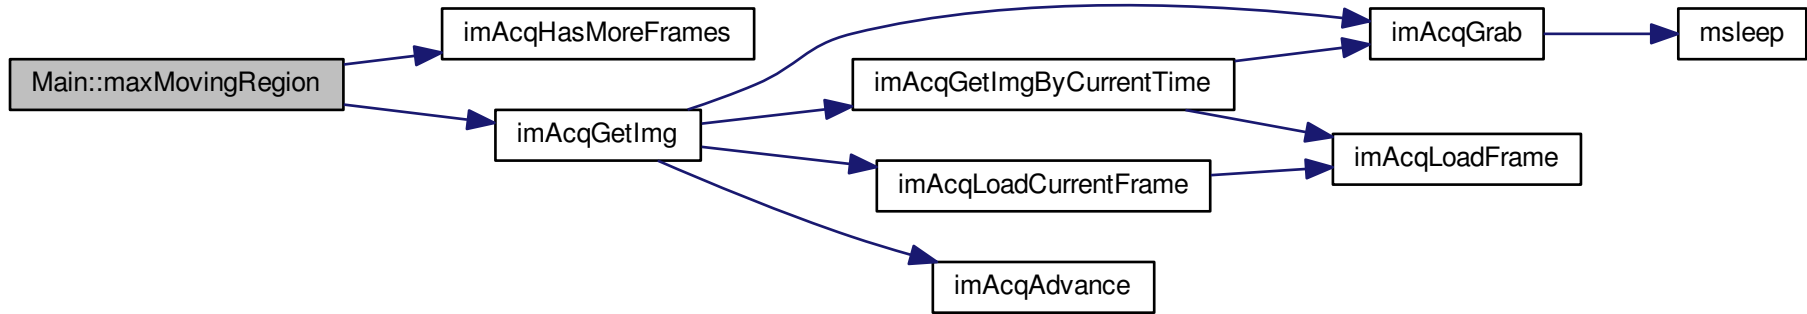 Main::maxMovingRegion
imAcqHasMoreFrames
imAcqGetImg
imAcqGetImgByCurrentTime
imAcqLoadCurrentFrame
imAcqAdvance
imAcqGrab
imAcqLoadFrame
msleep